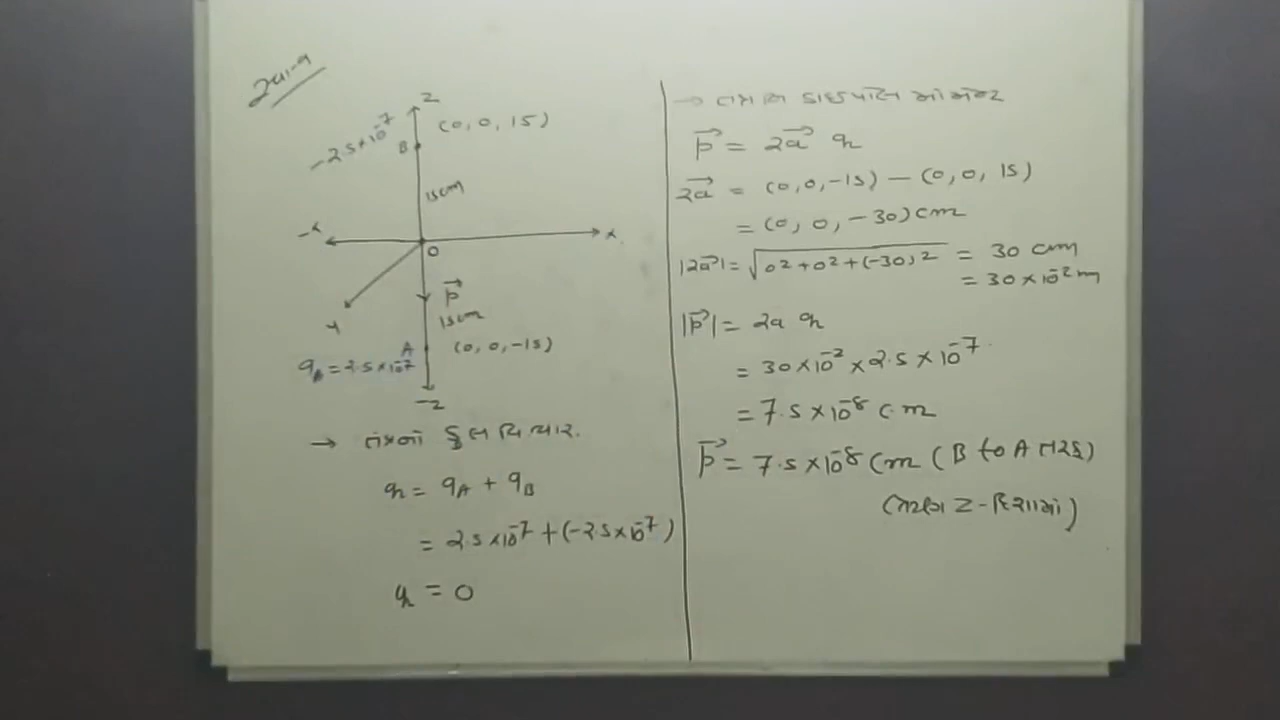 Z
(0, 0, 15)
-2.5×10⁻⁷
B
15cm
-X
X
O
p⃗
15cm
Y
A
(0, 0, -15)
q_A = 2.5×10⁻⁷
-Z
→ તંત્રનો કુલ વિદ્યુતભાર.
q = q_A + q_B
= 2.5×10⁻⁷ + (-2.5×10⁻⁷)
q = 0
→ તંત્રની ડાઇપોલ મોમેન્ટ
p⃗ = 2a⃗ q
2a⃗ = (0,0,-15) - (0, 0, 15)
= (0, 0, -30) cm
|2a⃗| = √0² + 0² + (-30)² = 30 cm
= 30×10⁻² m
|p⃗| = 2a q
= 30×10⁻² × 2.5×10⁻⁷
= 7.5×10⁻⁸ C.m
p⃗ = 7.5×10⁻⁸ Cm (B to A તરફ)
Z-દિશામાં)